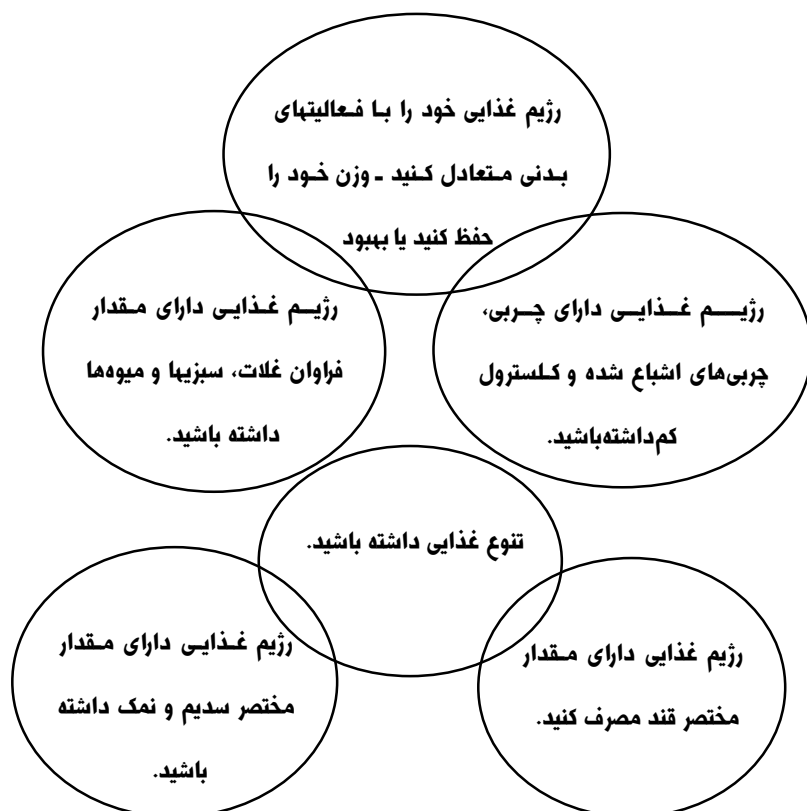 رژیم غذایی خود را با فعالیتهای
بدنی متعادل کنید - وزن خود را
حفظ کنید یا بهبود
رژیم غذایی دارای چربی،
چربی‌های اشباع شده و کلسترول
کم‌داشته‌باشید.
رژیم غذایی دارای مقدار
فراوان غلات، سبزیها و میوه‌ها
داشته باشید.
تنوع غذایی داشته باشید.
رژیم غذایی دارای مقدار
مختصر قند مصرف کنید.
رژیم غذایی دارای مقدار
مختصر سدیم و نمک داشته
باشید.